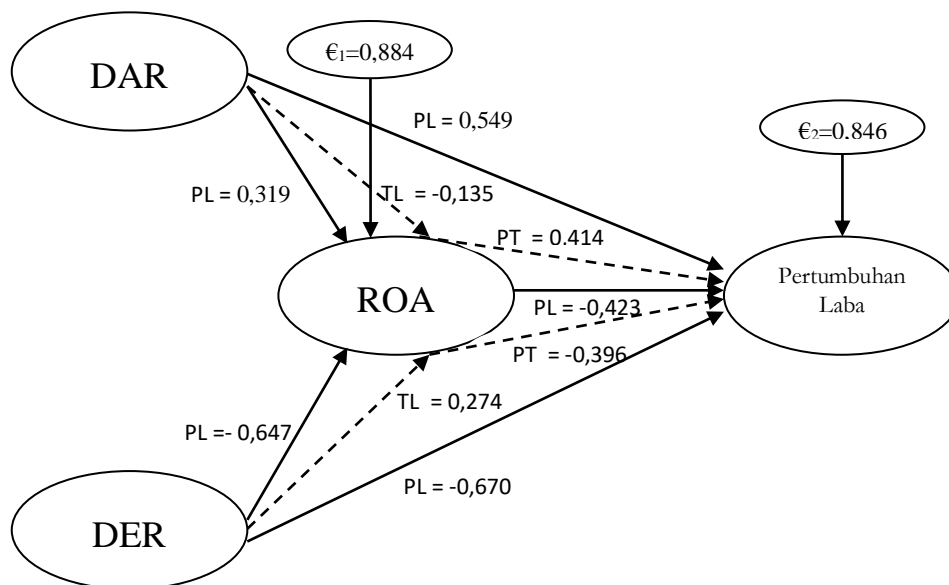 DAR
€₁=0,884
PL = 0,549
€₂=0.846
PL = 0,319
TL = -0,135
PT = 0.414
Pertumbuhan
Laba
ROA
PL = -0,423
PT = -0,396
TL = 0,274
PL =- 0,647
PL = -0,670
DER